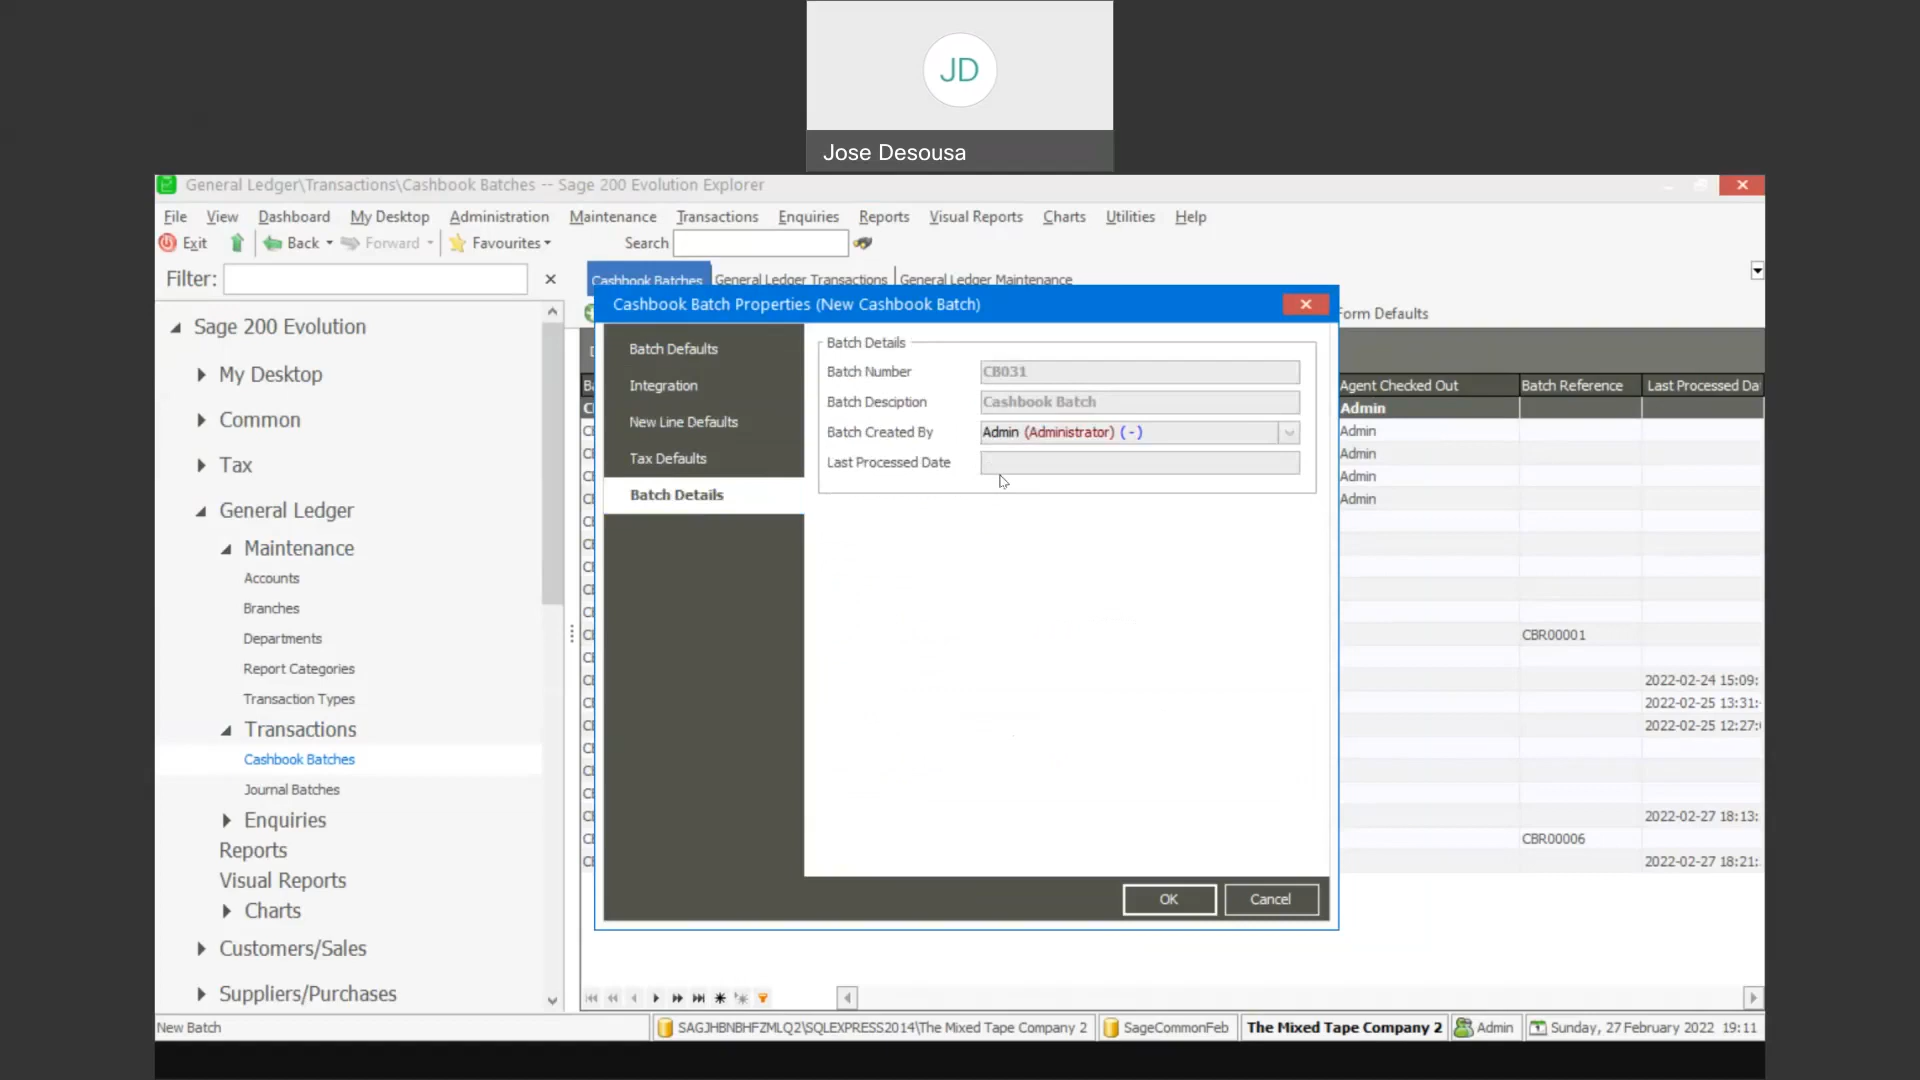 JD
Jose Desousa
General Ledger\Transactions\Cashbook Batches -- Sage 200 Evolution Explorer
File View Dashboard My Desktop Administration Maintenance Transactions Enquiries Reports Visual Reports Charts Utilities Help
Exit Back Forward Favourites Search
Filter:
Cashbook Batches General Ledger Transactions General Ledger Maintenance
Cashbook Batch Properties (New Cashbook Batch)
Form Defaults
Sage 200 Evolution
My Desktop
Common
Tax
General Ledger
Maintenance
Accounts
Branches
Departments
Report Categories
Transaction Types
Transactions
Cashbook Batches
Journal Batches
Enquiries
Reports
Visual Reports
Charts
Customers/Sales
Suppliers/Purchases
Batch Defaults
Integration
New Line Defaults
Tax Defaults
Batch Details
Batch Details
Batch Number CB031
Batch Desciption Cashbook Batch
Batch Created By Admin (Administrator) (-)
Last Processed Date
OK Cancel
Agent Checked Out Batch Reference Last Processed Da
Admin
Admin
Admin
Admin
Admin
CBR00001
2022-02-24 15:09:
2022-02-25 13:31:
2022-02-25 12:27:
2022-02-27 18:13:
CBR00006
2022-02-27 18:21:
New Batch SAGJHBNBHFZMLQ2\SQLEXPRESS2014\The Mixed Tape Company 2 SageCommonFeb The Mixed Tape Company 2 Admin Sunday, 27 February 2022 19:11